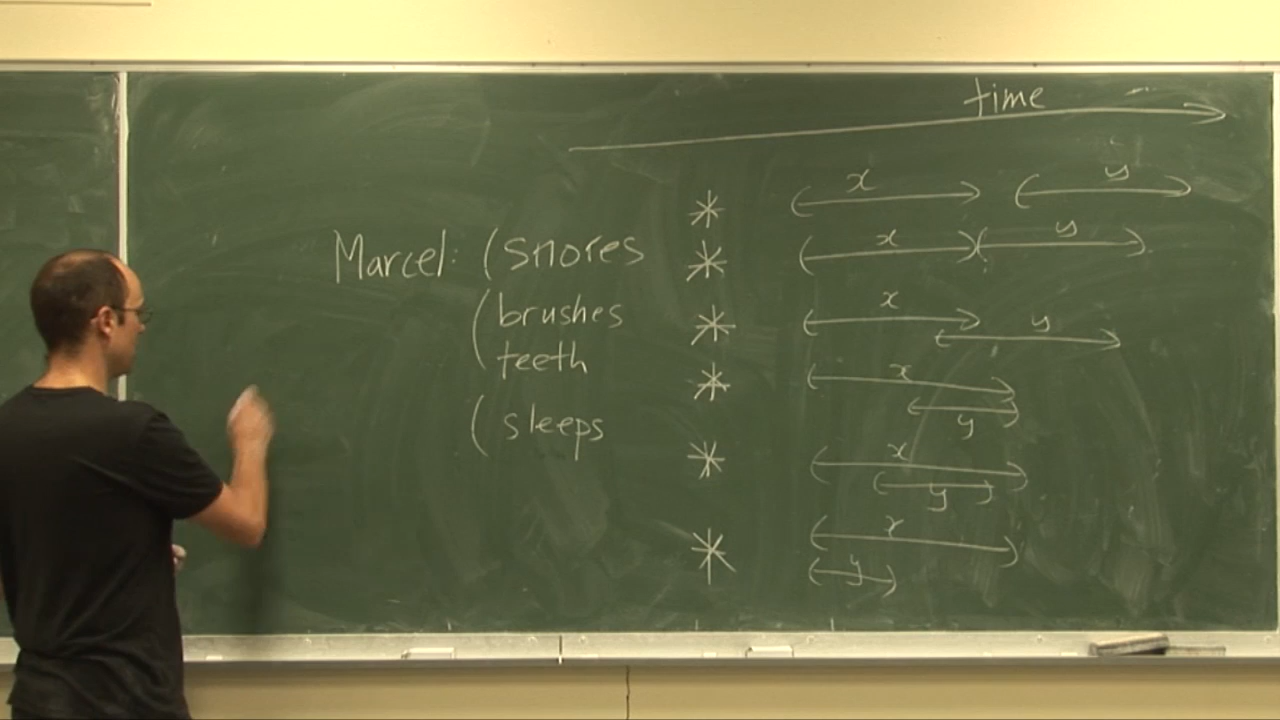 time
x y
Marcel: (snores
x y
(brushes
teeth
x y
x
y
(sleeps
x
y
x
y